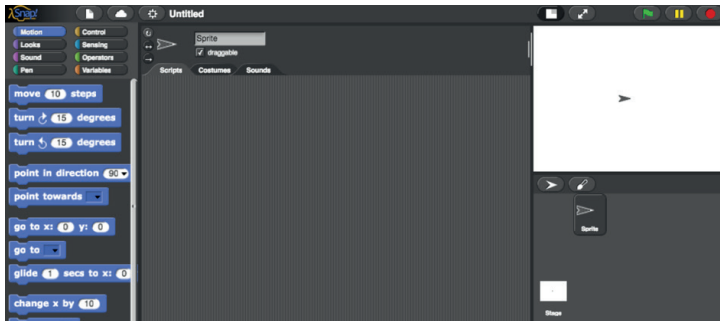 λSnap! Untitled
Motion Control
Looks Sensing
Sound Operators
Pen Variables
Sprite
draggable
Scripts Costumes Sounds
move 10 steps
turn 15 degrees
turn 15 degrees
point in direction 90
point towards
go to x: 0 y: 0
go to
glide 1 secs to x: 0
change x by 10
Sprite
Stage